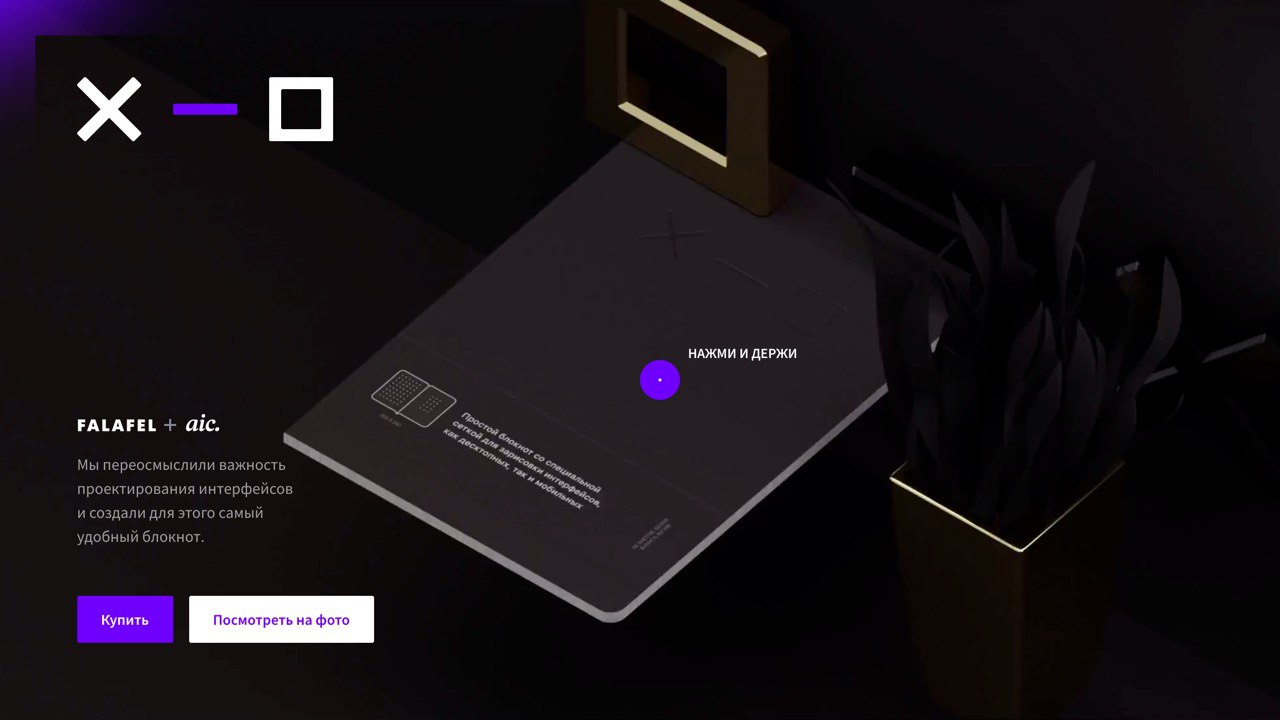 FALAFEL + aic.
Мы переосмыслили важность
проектирования интерфейсов
и создали для этого самый
удобный блокнот.
Купить
Посмотреть на фото
НАЖМИ И ДЕРЖИ
Простой блокнот со специальной
сеткой для зарисовки интерфейсов,
как десктопных, так и мобильных